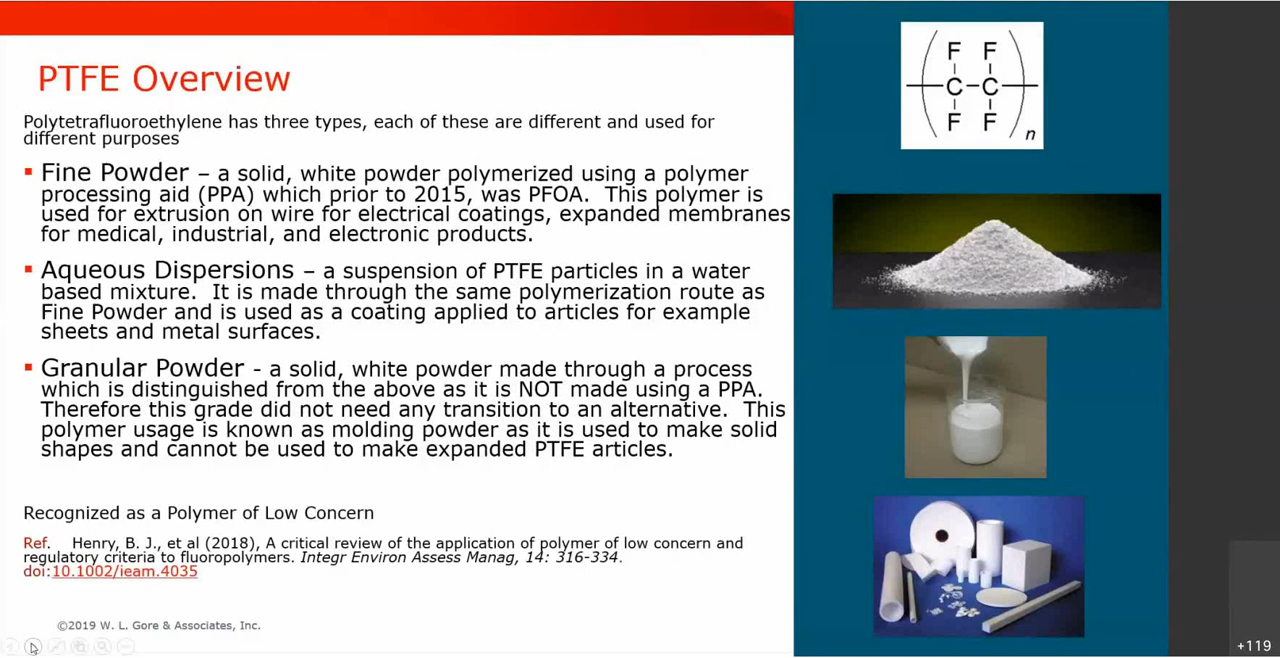 PTFE Overview
Polytetrafluoroethylene has three types, each of these are different and used for
different purposes
▪ Fine Powder – a solid, white powder polymerized using a polymer
processing aid (PPA) which prior to 2015, was PFOA.  This polymer is
used for extrusion on wire for electrical coatings, expanded membranes
for medical, industrial, and electronic products.
▪ Aqueous Dispersions – a suspension of PTFE particles in a water
based mixture.  It is made through the same polymerization route as
Fine Powder and is used as a coating applied to articles for example
sheets and metal surfaces.
▪ Granular Powder - a solid, white powder made through a process
which is distinguished from the above as it is NOT made using a PPA.
Therefore this grade did not need any transition to an alternative.  This
polymer usage is known as molding powder as it is used to make solid
shapes and cannot be used to make expanded PTFE articles.
Recognized as a Polymer of Low Concern
Ref. Henry, B. J., et al (2018), A critical review of the application of polymer of low concern and
regulatory criteria to fluoropolymers. Integr Environ Assess Manag, 14: 316-334.
doi:10.1002/ieam.4035
©2019 W. L. Gore & Associates, Inc.
F F
C C
F F
n
+119